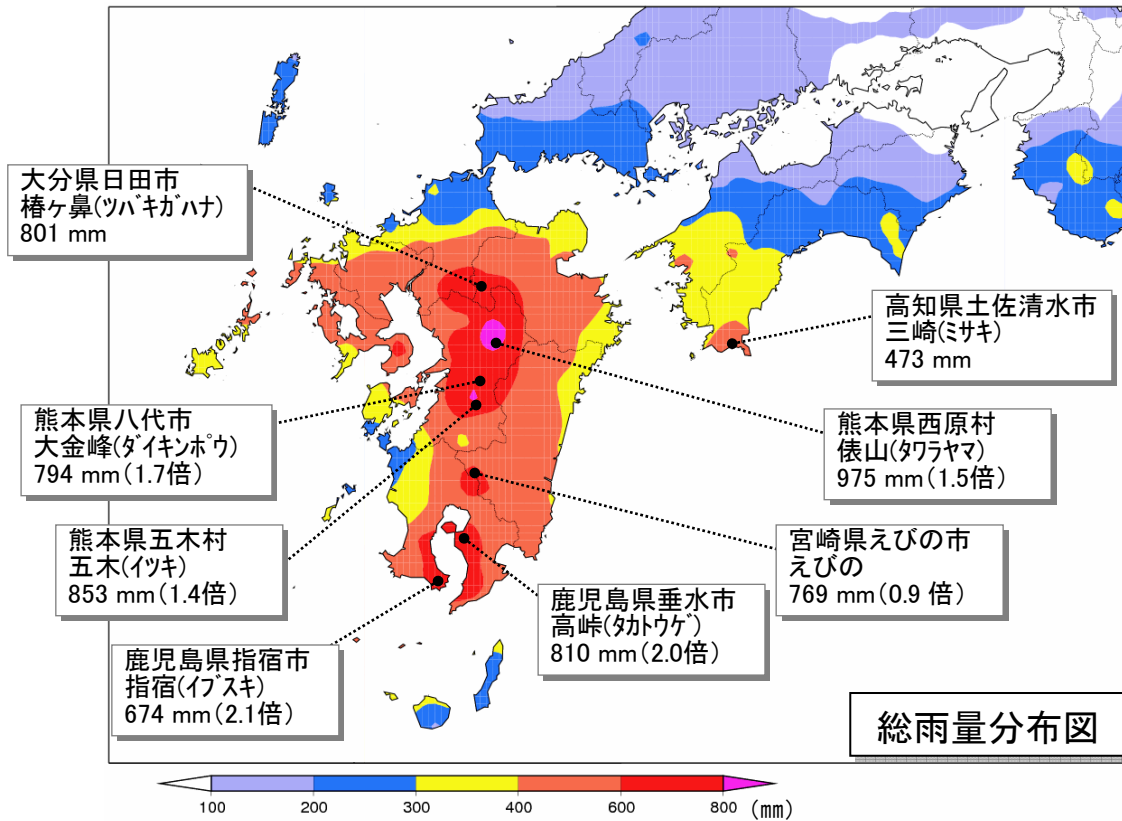 大分県日田市
椿ヶ鼻(ﾂﾊﾞｷｶﾞﾊﾅ)
801 mm
高知県土佐清水市
三崎(ﾐｻｷ)
473 mm
熊本県八代市
大金峰(ﾀﾞｲｷﾝﾎﾟｳ)
794 mm(1.7倍)
熊本県西原村
俵山(ﾀﾜﾗﾔﾏ)
975 mm(1.5倍)
熊本県五木村
五木(ｲﾂｷ)
853 mm(1.4倍)
宮崎県えびの市
えびの
769 mm(0.9 倍)
鹿児島県垂水市
高峠(ﾀｶﾄｳｹﾞ)
810 mm(2.0倍)
鹿児島県指宿市
指宿(ｲﾌﾞｽｷ)
674 mm(2.1倍)
総雨量分布図
100 200 300 400 600 800 (mm)